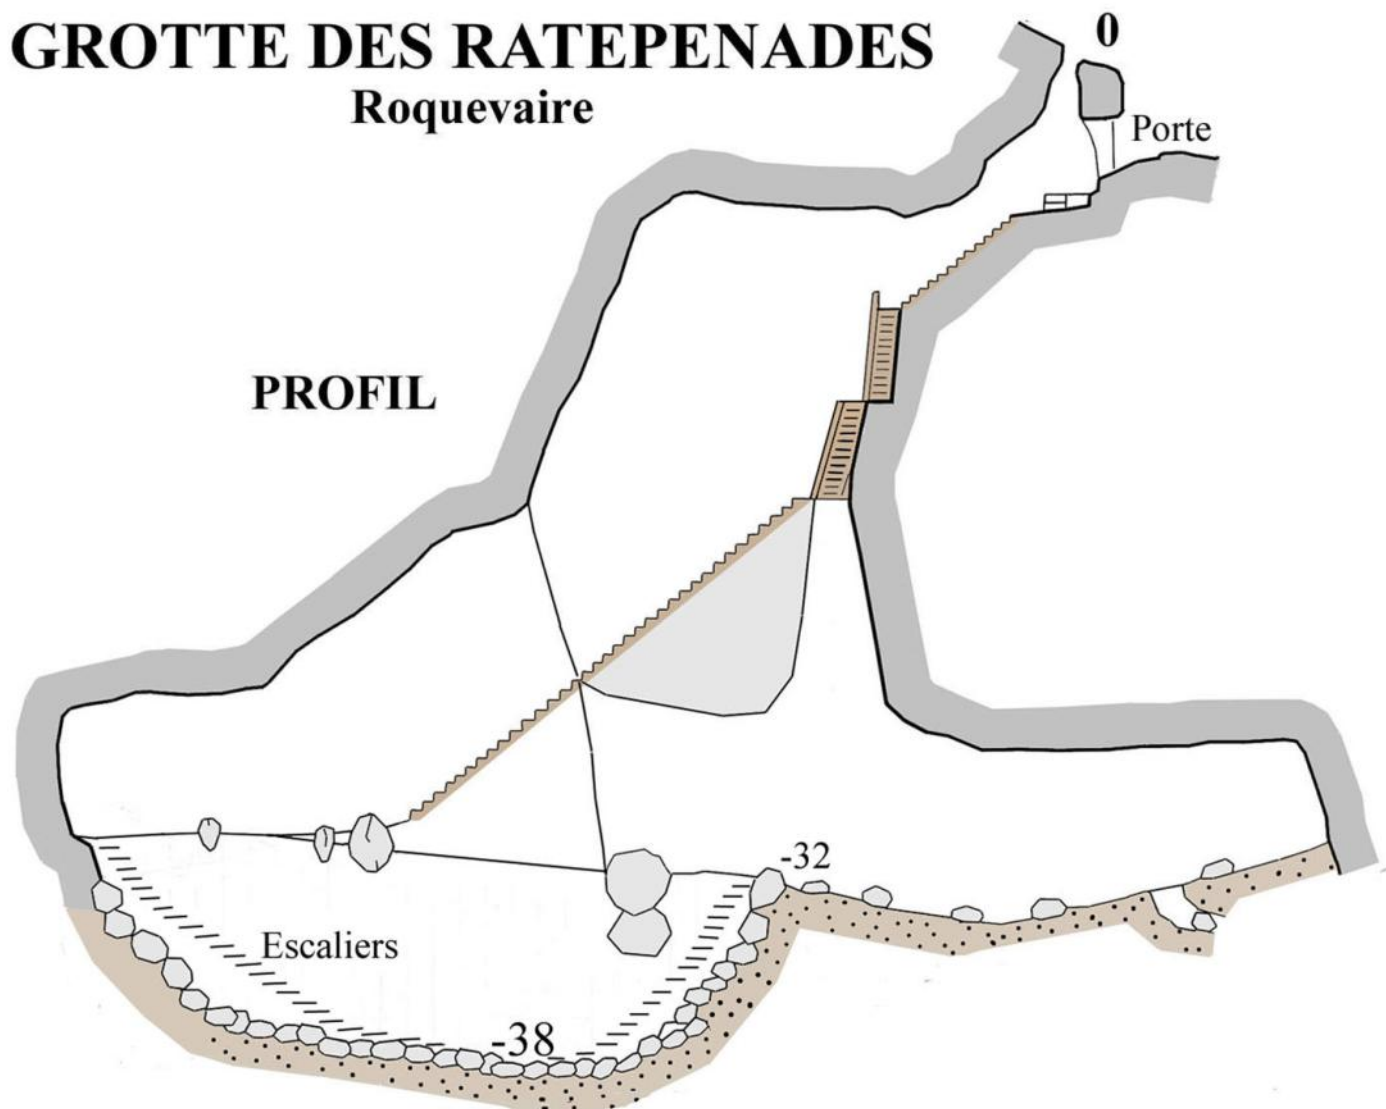 GROTTE DES RATEPENADES
Roquevaire
0
Porte
PROFIL
-32
Escaliers
-38